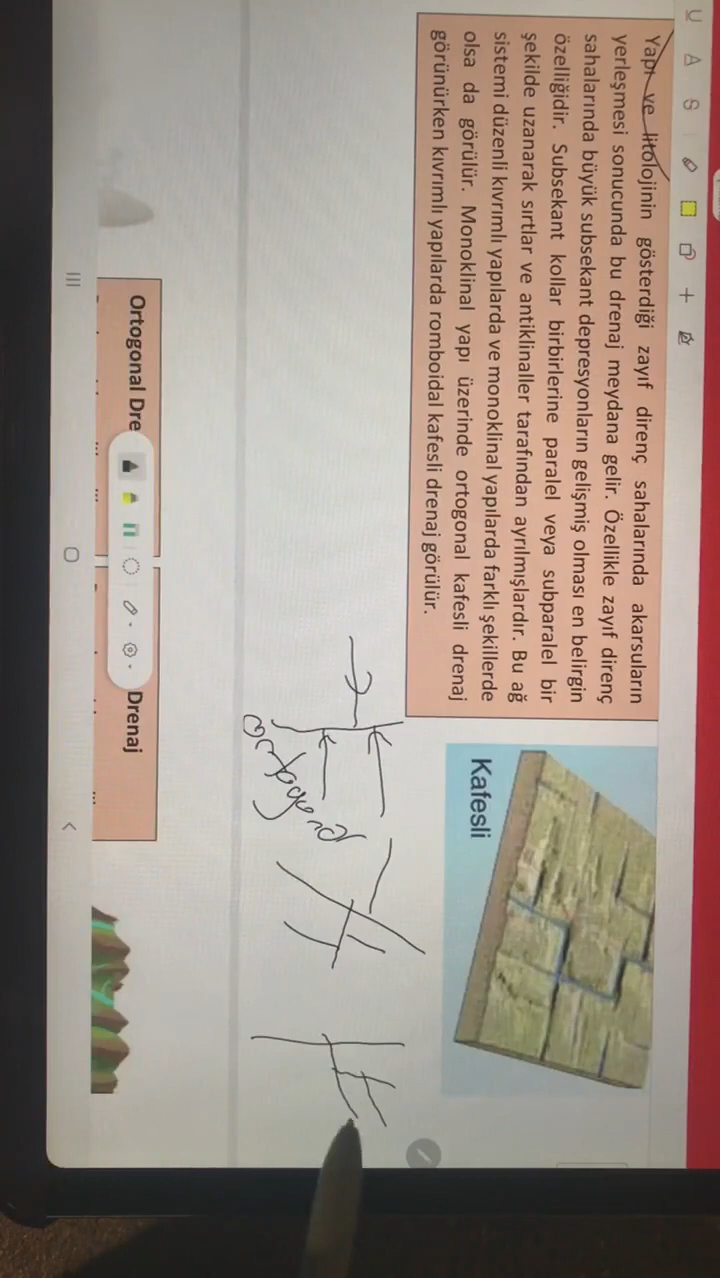 Yapı ve litolojinin gösterdiği zayıf direnç sahalarında akarsuların
yerleşmesi sonucunda bu drenaj meydana gelir. Özellikle zayıf direnç
sahalarında büyük subsekant depresyonların gelişmiş olması en belirgin
özelliğidir. Subsekant kollar birbirlerine paralel veya subparalel bir
şekilde uzanarak sırtlar ve antiklinaller tarafından ayrılmışlardır. Bu ağ
sistemi düzenli kıvrımlı yapılarda ve monoklinal yapılarda farklı şekillerde
olsa da görülür. Monoklinal yapı üzerinde ortogonal kafesli drenaj
görünürken kıvrımlı yapılarda romboidal kafesli drenaj görülür.
Kafesli
Ortogonal Dre
Drenaj